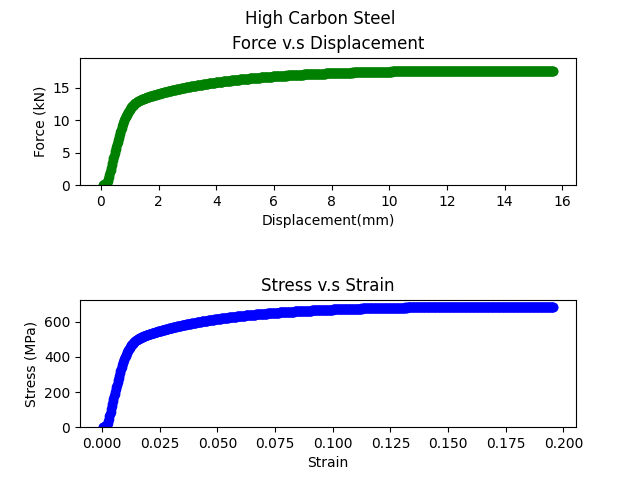 High Carbon Steel
Force v.s Displacement
Force (kN)
15
10
5
0
0 2 4 6 8 10 12 14 16
Displacement(mm)
Stress v.s Strain
Stress (MPa)
600
400
200
0
0.000 0.025 0.050 0.075 0.100 0.125 0.150 0.175 0.200
Strain